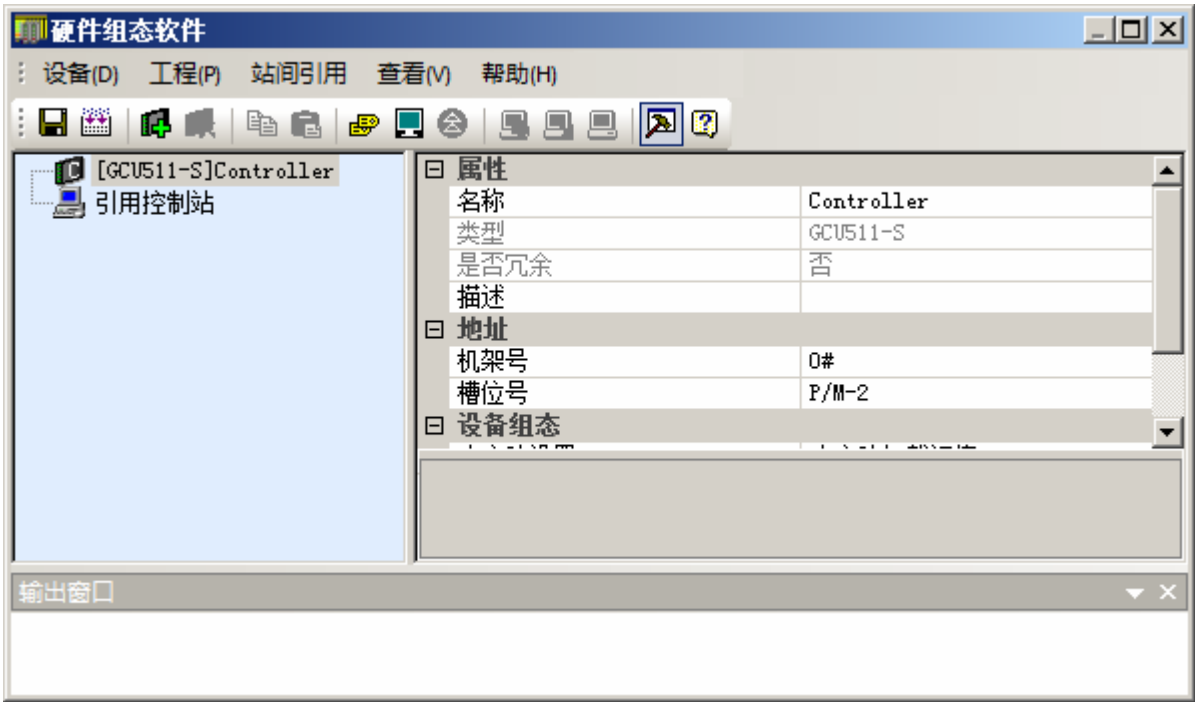 硬件组态软件
设备(D) 工程(P) 站间引用 查看(V) 帮助(H)
[GCU511-S]Controller
引用控制站
属性
名称 Controller
类型 GCU511-S
是否冗余 否
描述
地址
机架号 0#
槽位号 P/M-2
设备组态
输出窗口